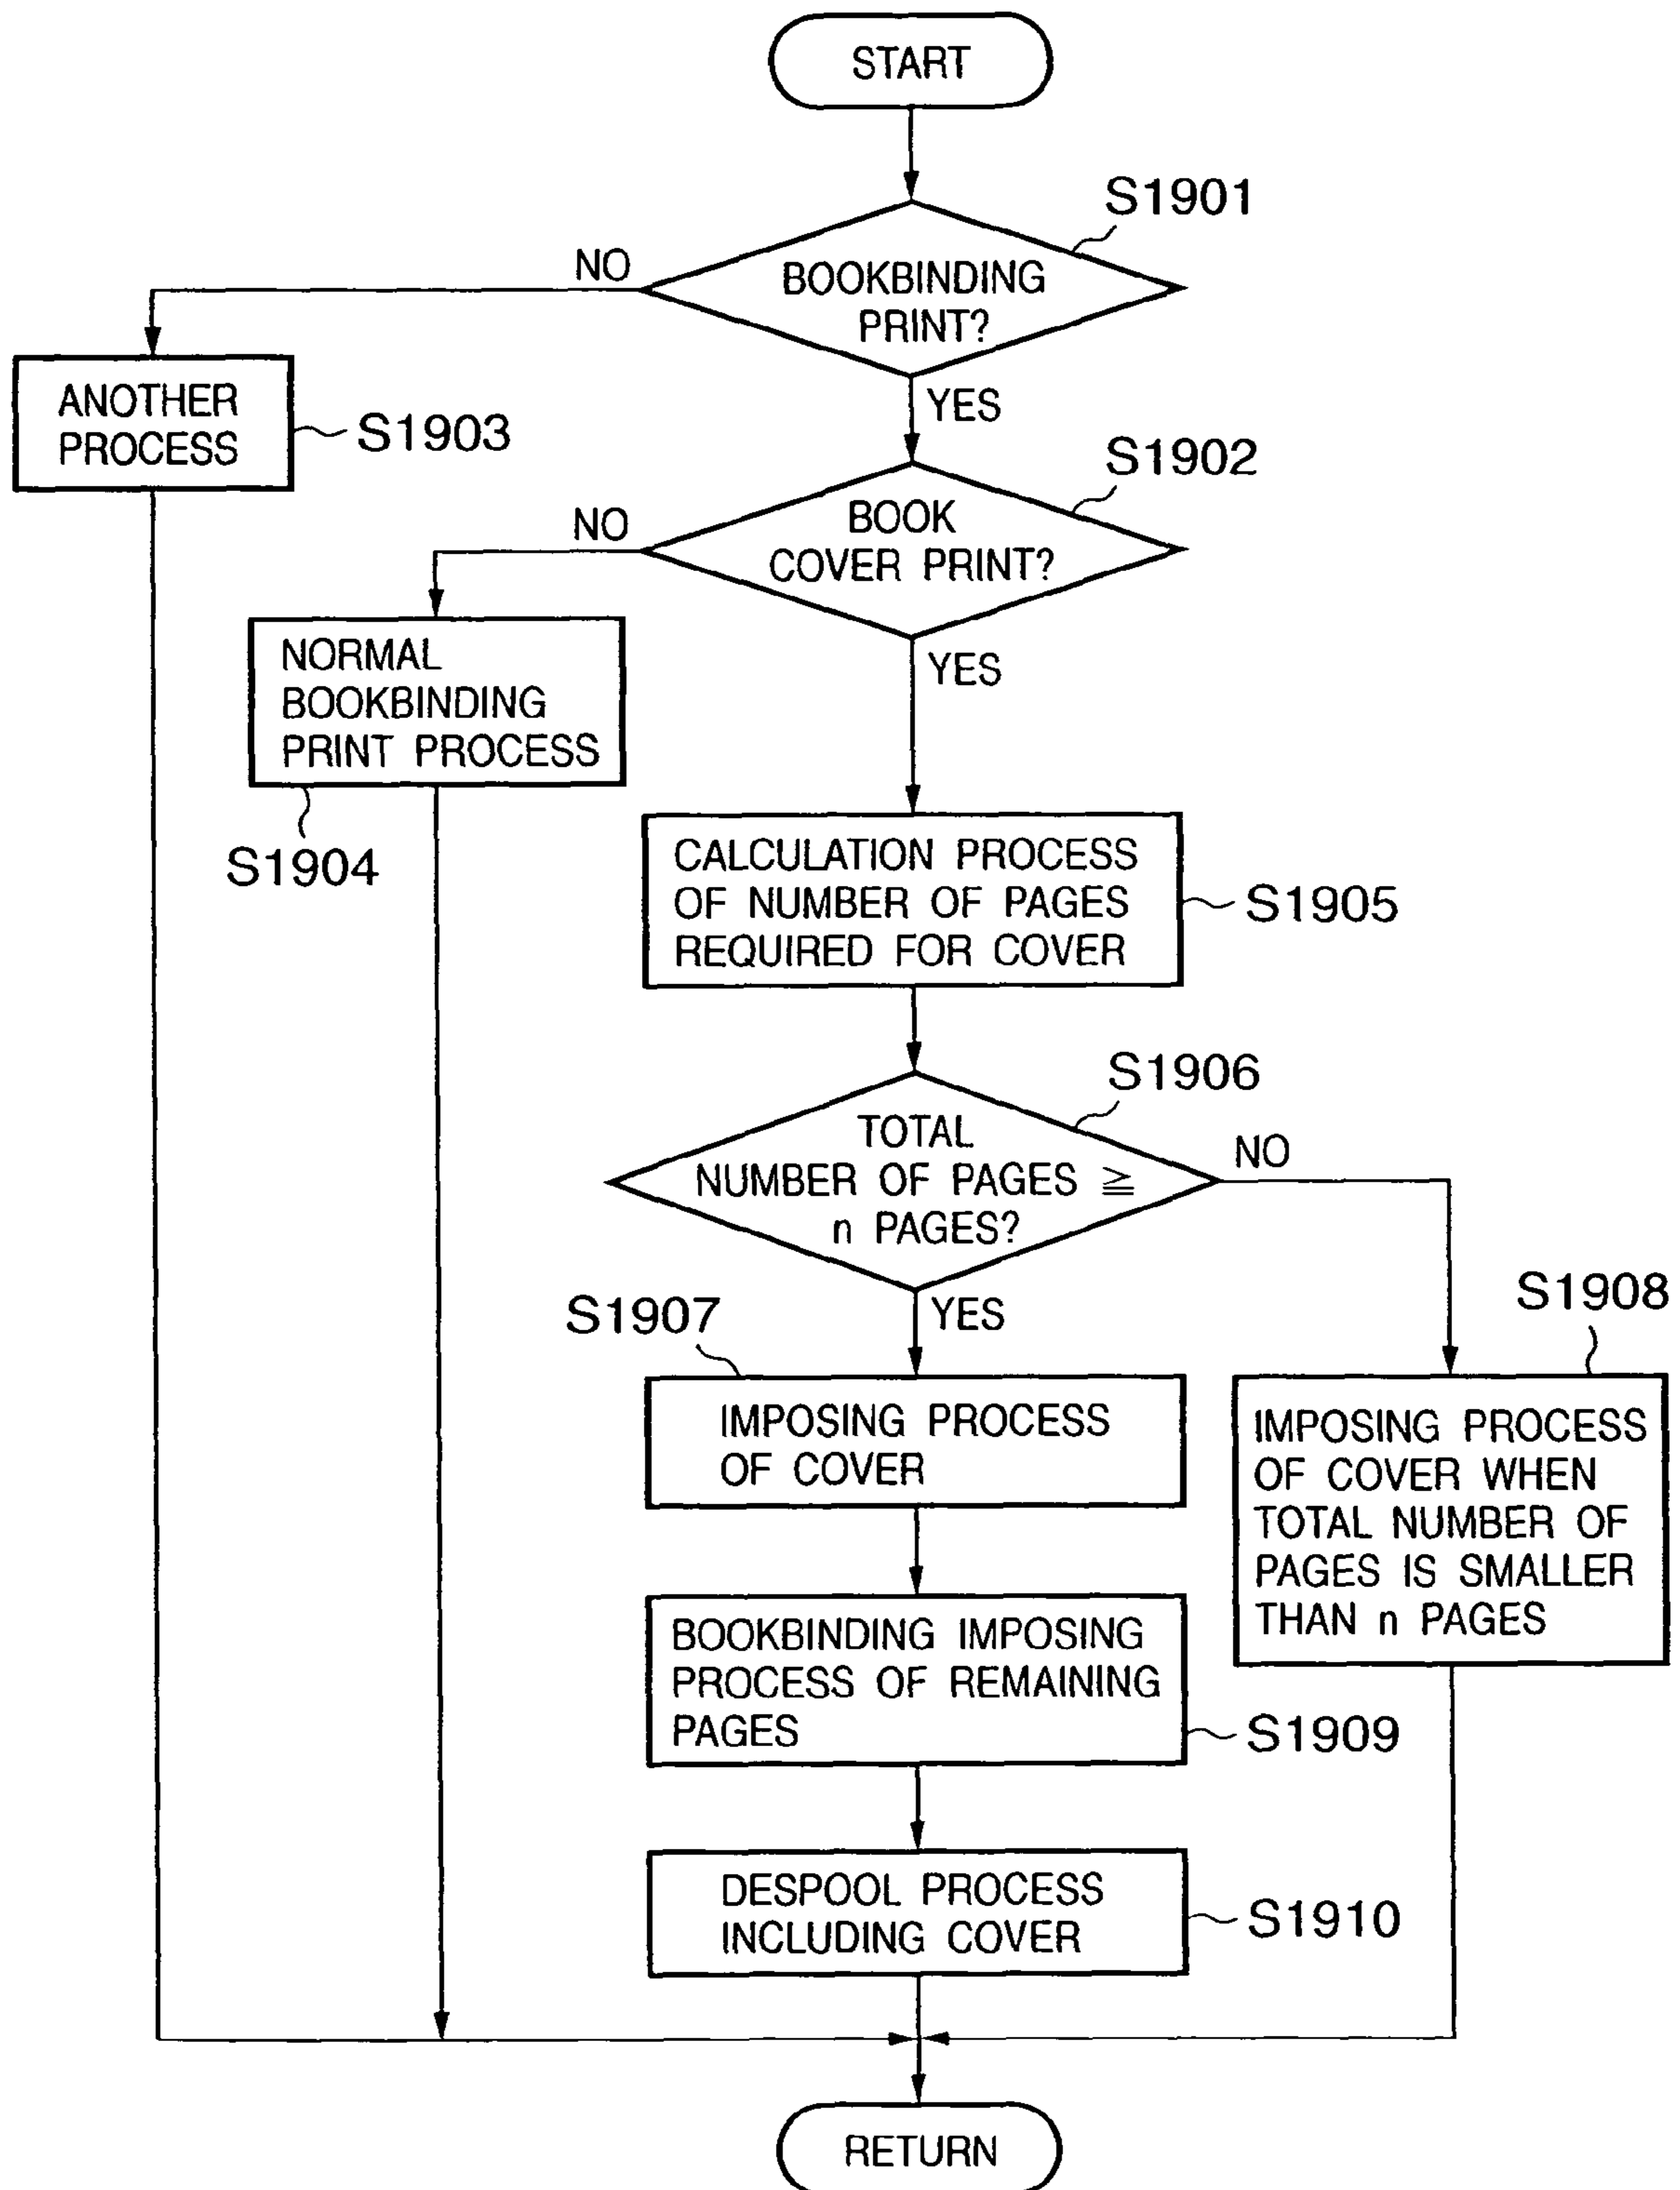 START
S1901
NO
BOOKBINDING
PRINT?
YES
ANOTHER
PROCESS
S1903
S1902
NO
BOOK
COVER PRINT?
YES
NORMAL
BOOKBINDING
PRINT PROCESS
S1904
CALCULATION PROCESS
OF NUMBER OF PAGES
REQUIRED FOR COVER
S1905
S1906
TOTAL
NUMBER OF PAGES ≧
n PAGES?
NO
YES
S1907
S1908
IMPOSING PROCESS
OF COVER
IMPOSING PROCESS
OF COVER WHEN
TOTAL NUMBER OF
PAGES IS SMALLER
THAN n PAGES
BOOKBINDING IMPOSING
PROCESS OF REMAINING
PAGES
S1909
DESPOOL PROCESS
INCLUDING COVER
S1910
RETURN